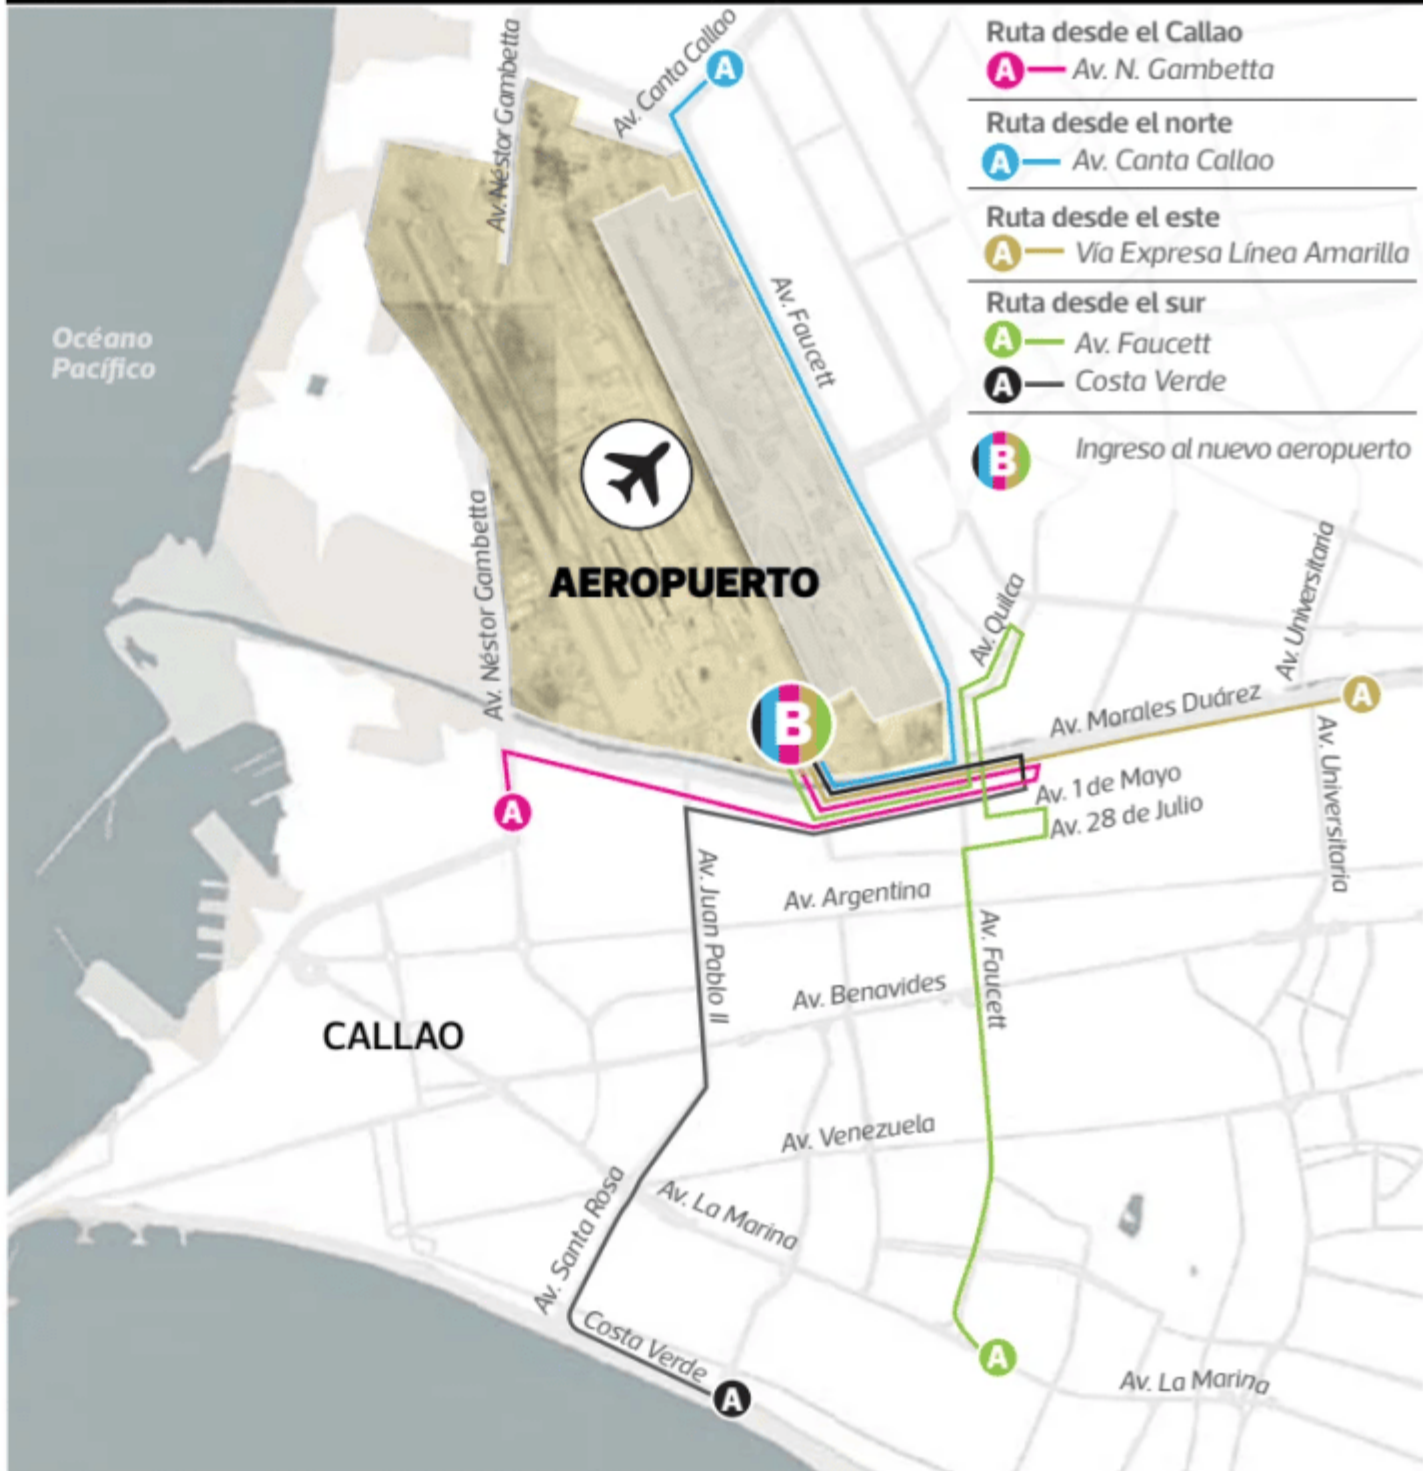 Ruta desde el Callao
A Av. N. Gambetta
Ruta desde el norte
A Av. Canta Callao
Ruta desde el este
A Vía Expresa Línea Amarilla
Ruta desde el sur
A Av. Faucett
A Costa Verde
B Ingreso al nuevo aeropuerto
Av. Néstor Gambetta
Av. Canta Callao
A
Av. Faucett
Océano
Pacífico
AEROPUERTO
Av. Néstor Gambetta
Av. Quilca
Av. Universitaria
B
Av. Morales Duárez
A
Av. Universitaria
A
Av. 1 de Mayo
Av. 28 de Julio
Av. Juan Pablo II
Av. Argentina
Av. Faucett
Av. Benavides
CALLAO
Av. Venezuela
Av. Santa Rosa
Av. La Marina
Costa Verde
A
A
Av. La Marina